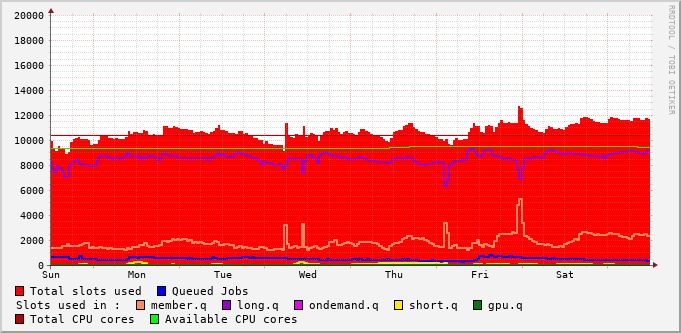 RRDTOOL / TOBI OETIKER
20000
18000
16000
14000
12000
10000
8000
6000
4000
2000
0
Sun Mon Tue Wed Thu Fri Sat
Total slots used Queued Jobs
Slots used in : member.q long.q ondemand.q short.q gpu.q
Total CPU cores Available CPU cores